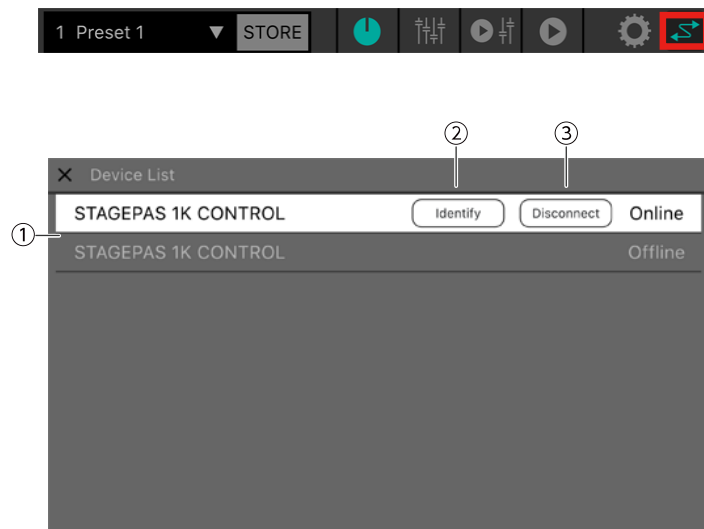 1 Preset 1 ▼ STORE
② ③
× Device List
STAGEPAS 1K CONTROL Identify Disconnect Online
①
STAGEPAS 1K CONTROL Offline